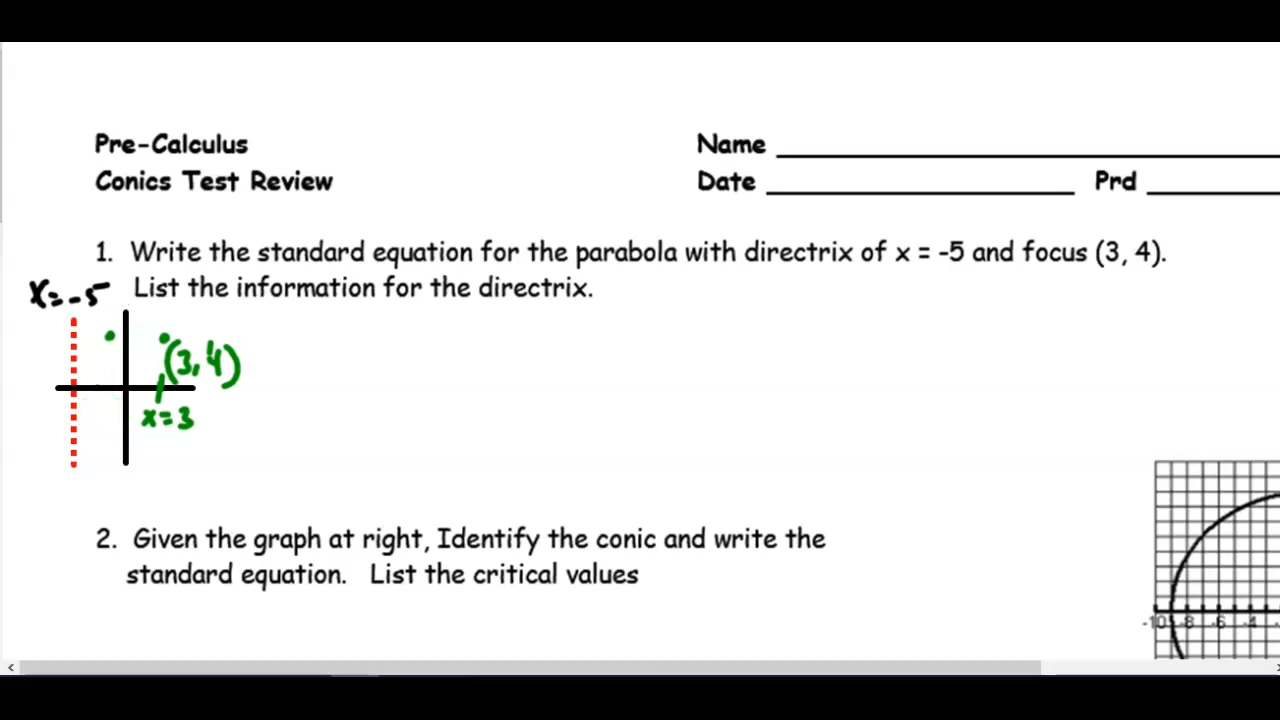 Pre-Calculus
Name
Conics Test Review
Date
Prd
1. Write the standard equation for the parabola with directrix of x = -5 and focus (3, 4).
List the information for the directrix.
x=-5
(3,4)
x=3
2. Given the graph at right, Identify the conic and write the
standard equation. List the critical values
-10 -8 -6 -4